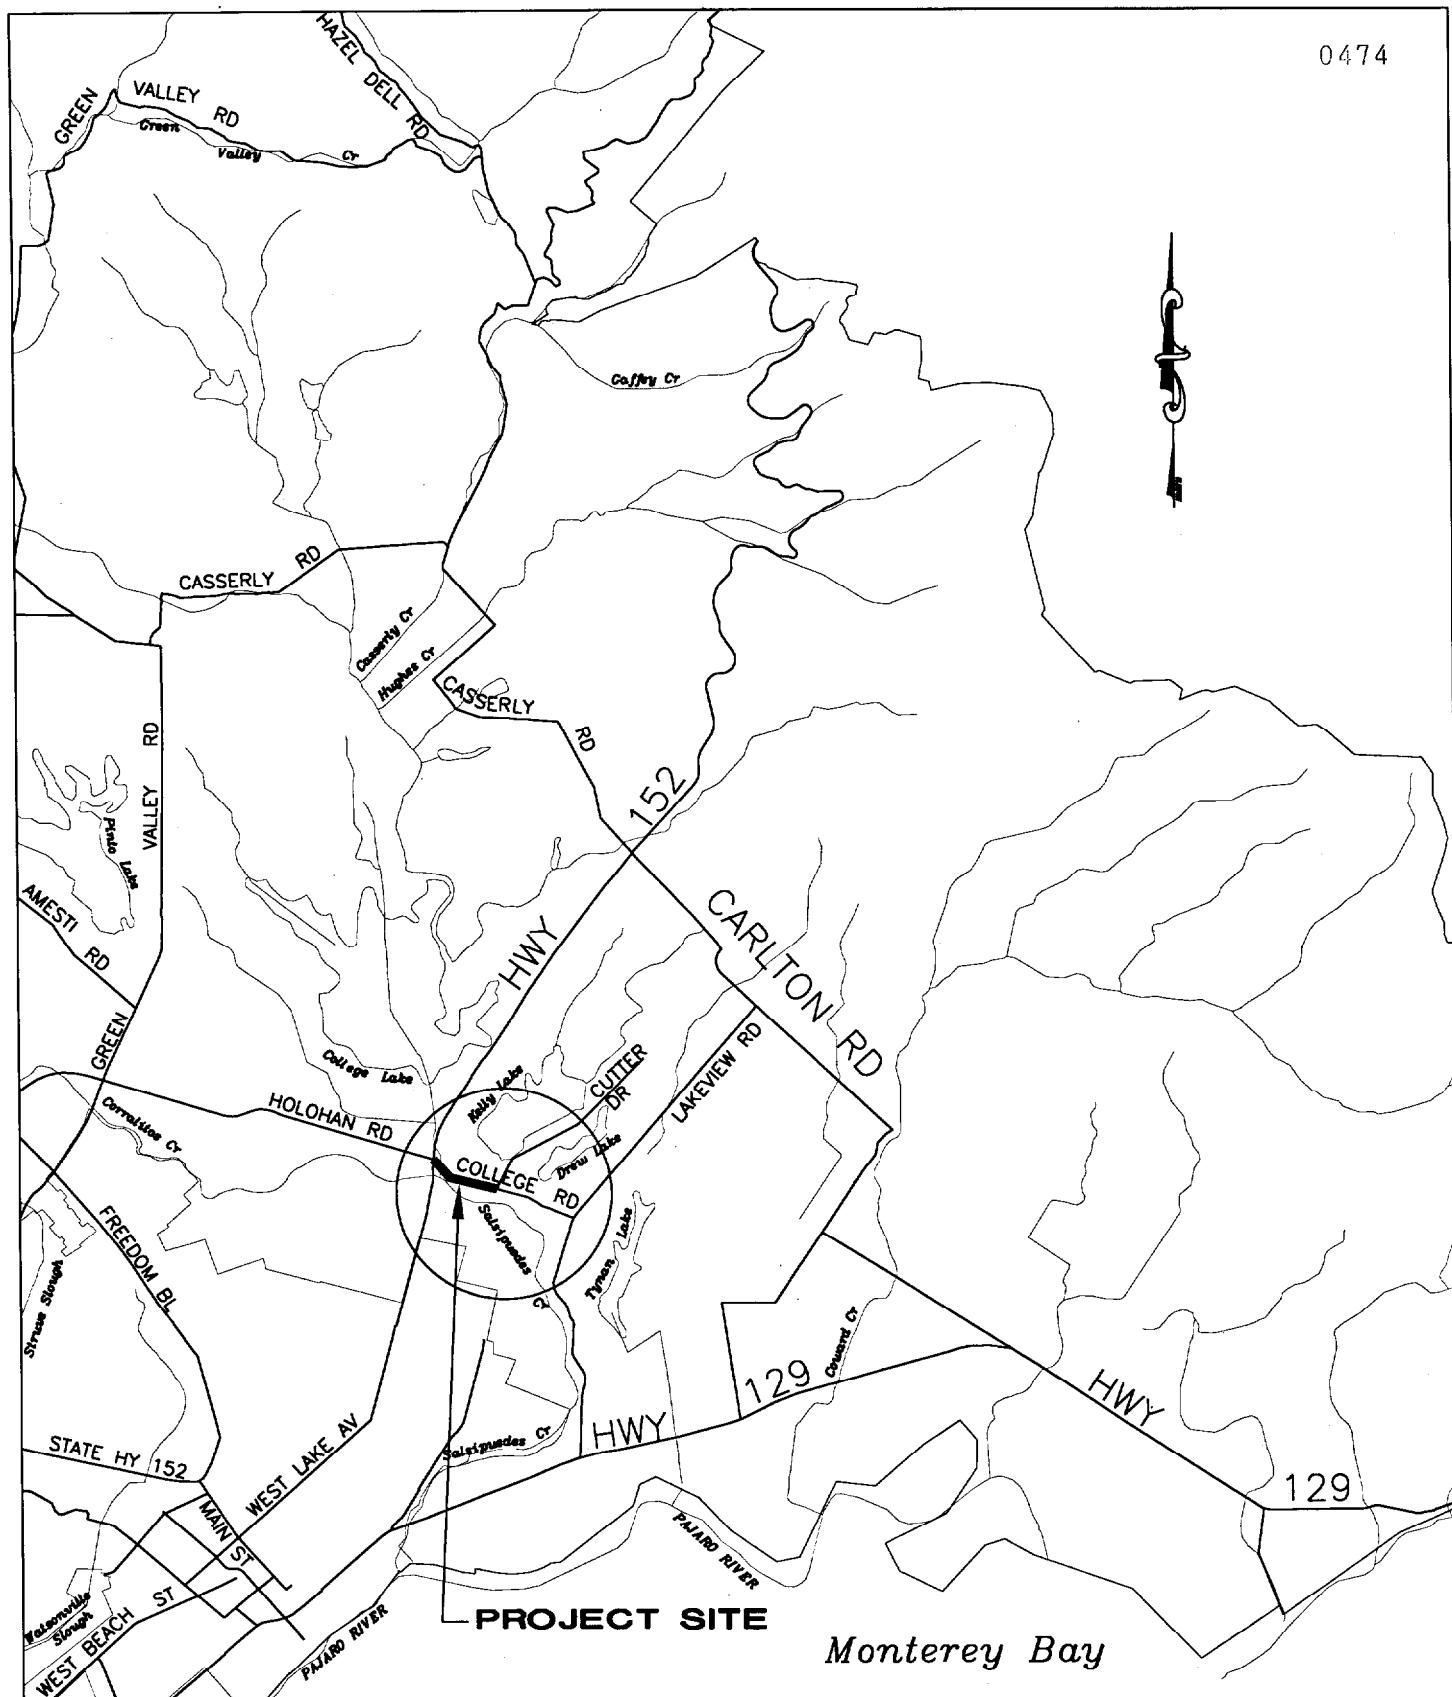 0474
HAZEL DELL RD
GREEN VALLEY RD
Green Valley Cr
Gaffey Cr
CASSERLY RD
Casserly Cr
Hughes Cr
CASSERLY RD
VALLEY RD
HWY 152
Pinto Lake
AMESTI RD
CARLTON RD
GREEN
College Lake
Kelly Lake
CUTTER DR
LAKEVIEW RD
HOLOHAN RD
Corralitos Cr
COLLEGE RD
Drew Lake
Salsipuedes
Tynan Lake
FREEDOM BL
Struve Slough
Coward Cr
HWY 129
HWY 129
STATE HY 152
WEST LAKE AV
Salsipuedes Cr
MAIN ST
PAJARO RIVER
Watsonville Slough
WEST BEACH ST
PAJARO RIVER
PROJECT SITE
Monterey Bay